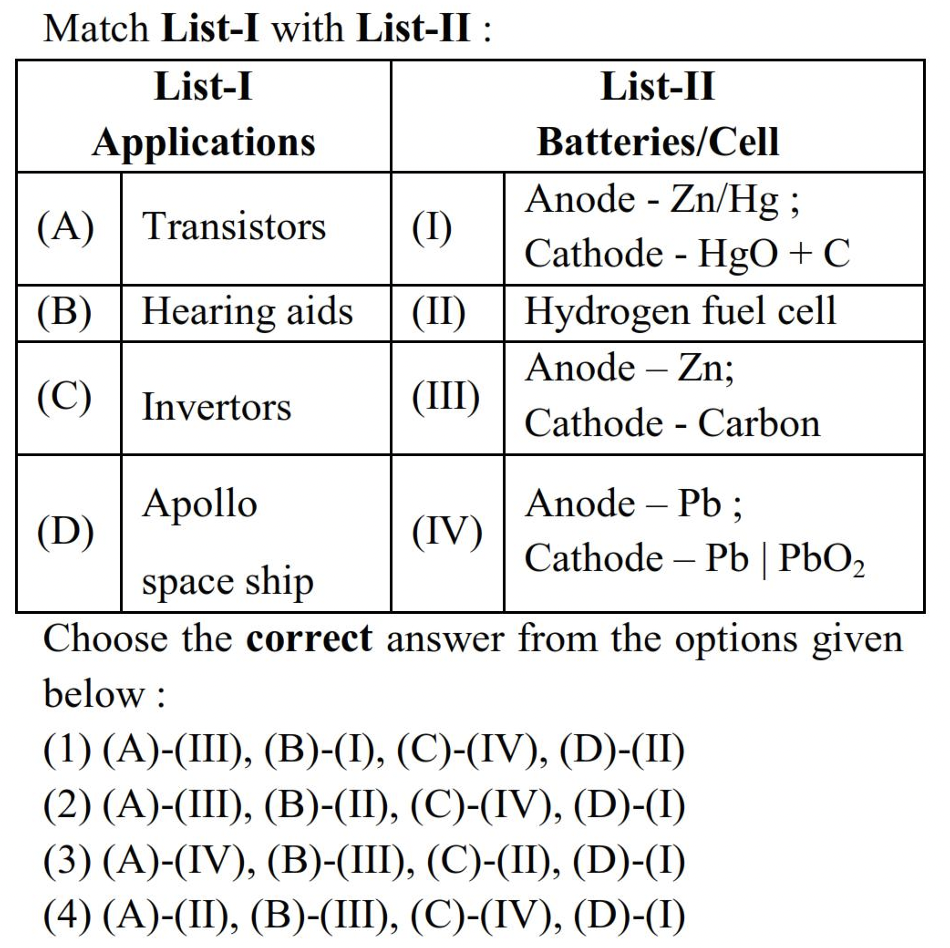 Match List-I with List-II :
List-I
Applications
List-II
Batteries/Cell
(A) Transistors (I) Anode - Zn/Hg ;
Cathode - HgO + C
(B) Hearing aids (II) Hydrogen fuel cell
(C) Invertors (III) Anode – Zn;
Cathode - Carbon
(D) Apollo
space ship
(IV) Anode – Pb ;
Cathode – Pb | PbO₂
Choose the correct answer from the options given
below :
(1) (A)-(III), (B)-(I), (C)-(IV), (D)-(II)
(2) (A)-(III), (B)-(II), (C)-(IV), (D)-(I)
(3) (A)-(IV), (B)-(III), (C)-(II), (D)-(I)
(4) (A)-(II), (B)-(III), (C)-(IV), (D)-(I)